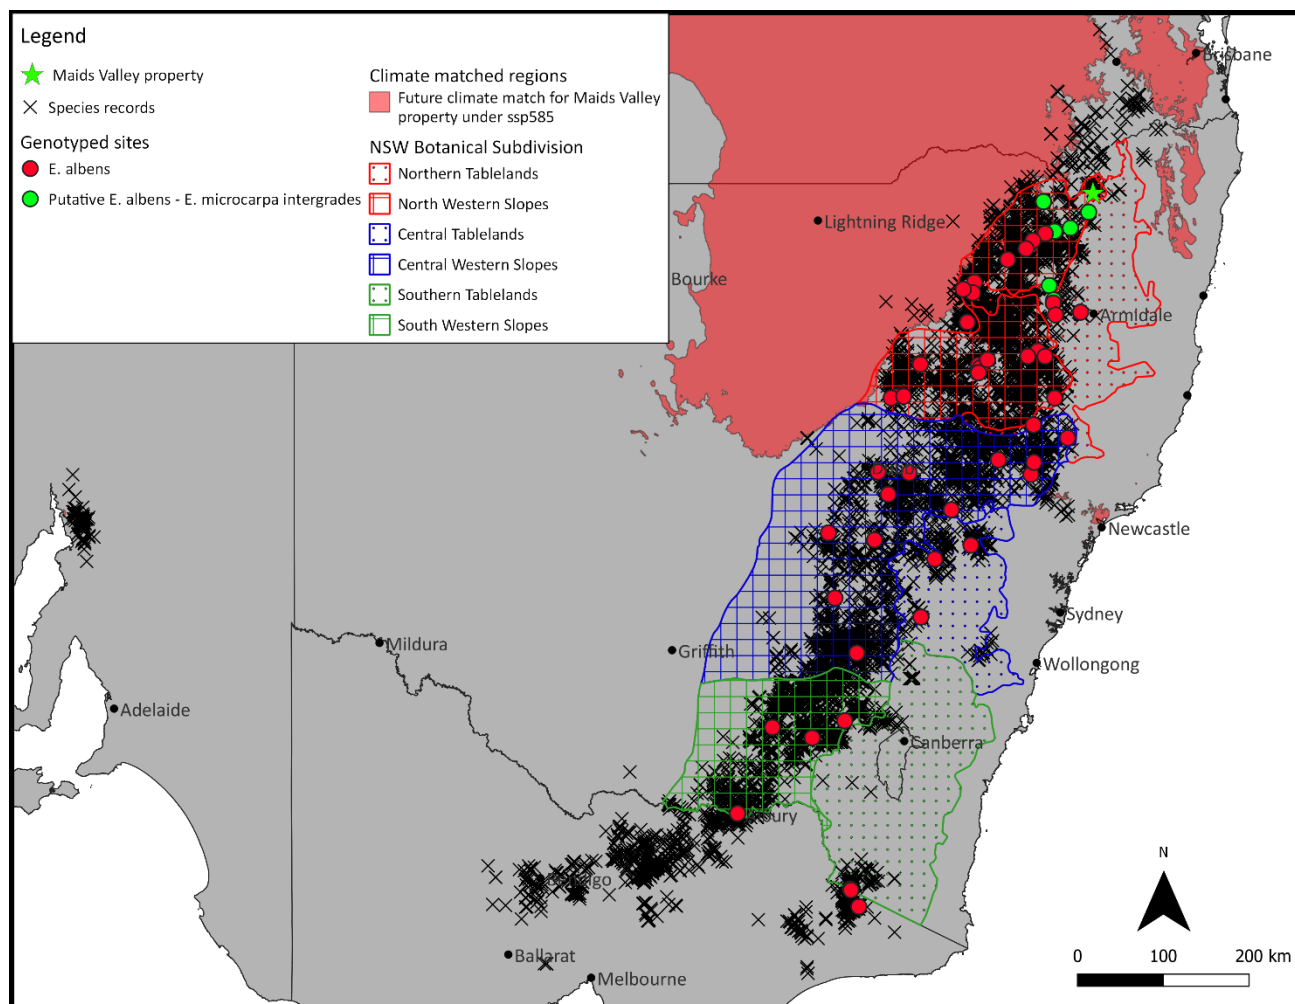 Legend
Maids Valley property
Species records
Genotyped sites
E. albens
Putative E. albens - E. microcarpa intergrades
Climate matched regions
Future climate match for Maids Valley
property under ssp585
NSW Botanical Subdivision
Northern Tablelands
North Western Slopes
Central Tablelands
Central Western Slopes
Southern Tablelands
South Western Slopes
Brisbane
Lightning Ridge
Bourke
Armidale
Newcastle
Sydney
Mildura
Griffith
Wollongong
Adelaide
Canberra
Ballarat
Melbourne
N
0 100 200 km